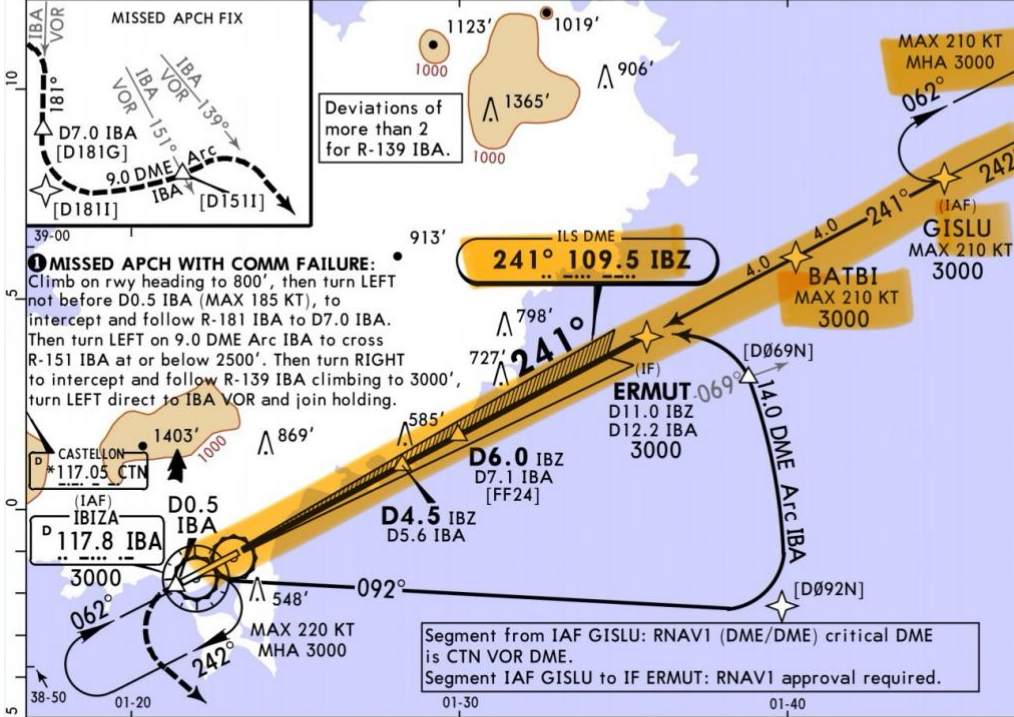 MISSED APCH FIX
IBA
VOR
181°
IBA
VOR
139°
IBA
VOR
151°
D7.0 IBA
[D181G]
9.0 DME Arc
IBA
[D181I]
[D151I]
1123'
1000
1019'
906'
1365'
1000
Deviations of
more than 2
for R-139 IBA.
MAX 210 KT
MHA 3000
062°
242°
(IAF)
GISLU
MAX 210 KT
3000
241°
4.0
BATBI
MAX 210 KT
3000
4.0
10
39-00
913'
ILS DME
241° 109.5 IBZ
1 MISSED APCH WITH COMM FAILURE:
Climb on rwy heading to 800', then turn LEFT
not before D0.5 IBA (MAX 185 KT), to
intercept and follow R-181 IBA to D7.0 IBA.
Then turn LEFT on 9.0 DME Arc IBA to cross
R-151 IBA at or below 2500'. Then turn RIGHT
to intercept and follow R-139 IBA climbing to 3000',
turn LEFT direct to IBA VOR and join holding.
5
798'
727'
241°
(IF)
ERMUT
D11.0 IBZ
D12.2 IBA
3000
[DØ69N]
069°
14.0 DME Arc IBA
[DØ92N]
585'
869'
1403'
1000
D6.0 IBZ
D7.1 IBA
[FF24]
D4.5 IBZ
D5.6 IBA
CASTELLON
D *117.05 CTN
(IAF)
IBIZA
D 117.8 IBA
3000
D0.5
IBA
0
092°
548'
062°
242°
MAX 220 KT
MHA 3000
Segment from IAF GISLU: RNAV1 (DME/DME) critical DME
is CTN VOR DME.
Segment IAF GISLU to IF ERMUT: RNAV1 approval required.
38-50
5
01-20
01-30
01-40